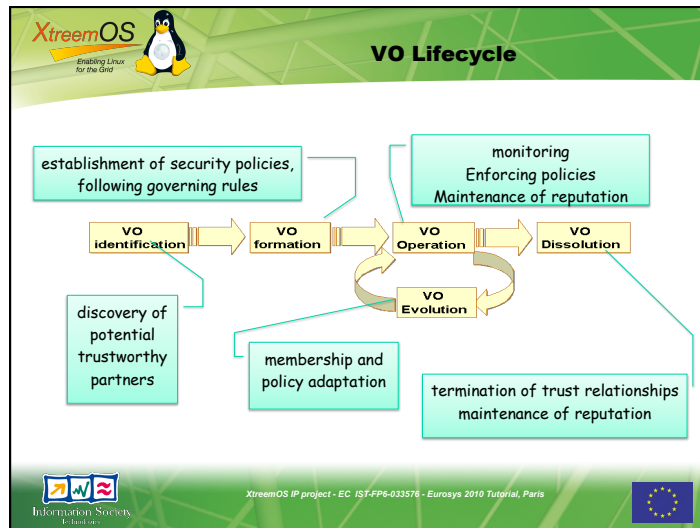 XtreemOS
Enabling Linux
for the Grid
VO Lifecycle
establishment of security policies,
following governing rules
monitoring
Enforcing policies
Maintenance of reputation
VO
identification
VO
formation
VO
Operation
VO
Dissolution
VO
Evolution
discovery of
potential
trustworthy
partners
membership and
policy adaptation
termination of trust relationships
maintenance of reputation
Information Society
Technologies
XtreemOS IP project - EC IST-FP6-033576 - Eurosys 2010 Tutorial, Paris